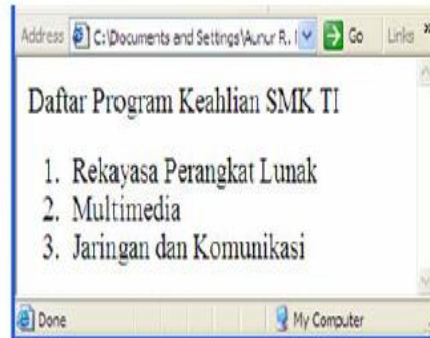 Address C:\Documents and Settings\Aunur R.. Go Links »
Daftar Program Keahlian SMK TI
1. Rekayasa Perangkat Lunak
2. Multimedia
3. Jaringan dan Komunikasi
Done My Computer